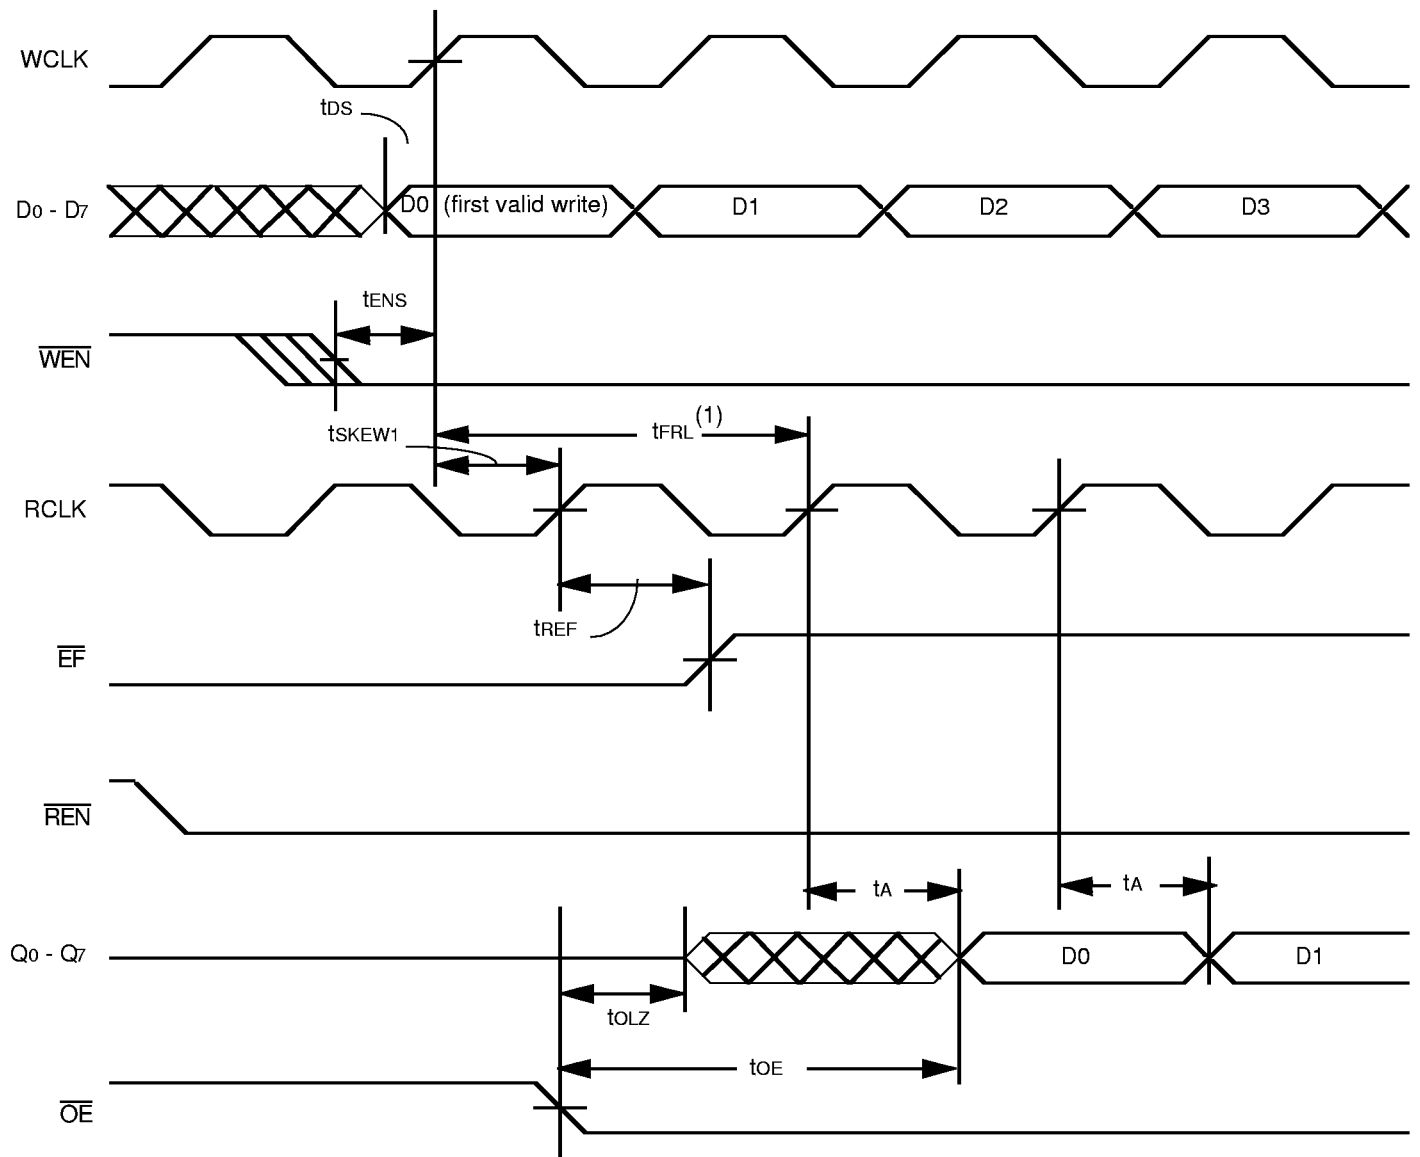 WCLK
tDS
D0 - D7
D0 (first valid write)
D1
D2
D3
tENS
WEN
tSKEW1
tFRL(1)
RCLK
tREF
EF
REN
tA
tA
Q0 - Q7
D0
D1
tOLZ
tOE
OE